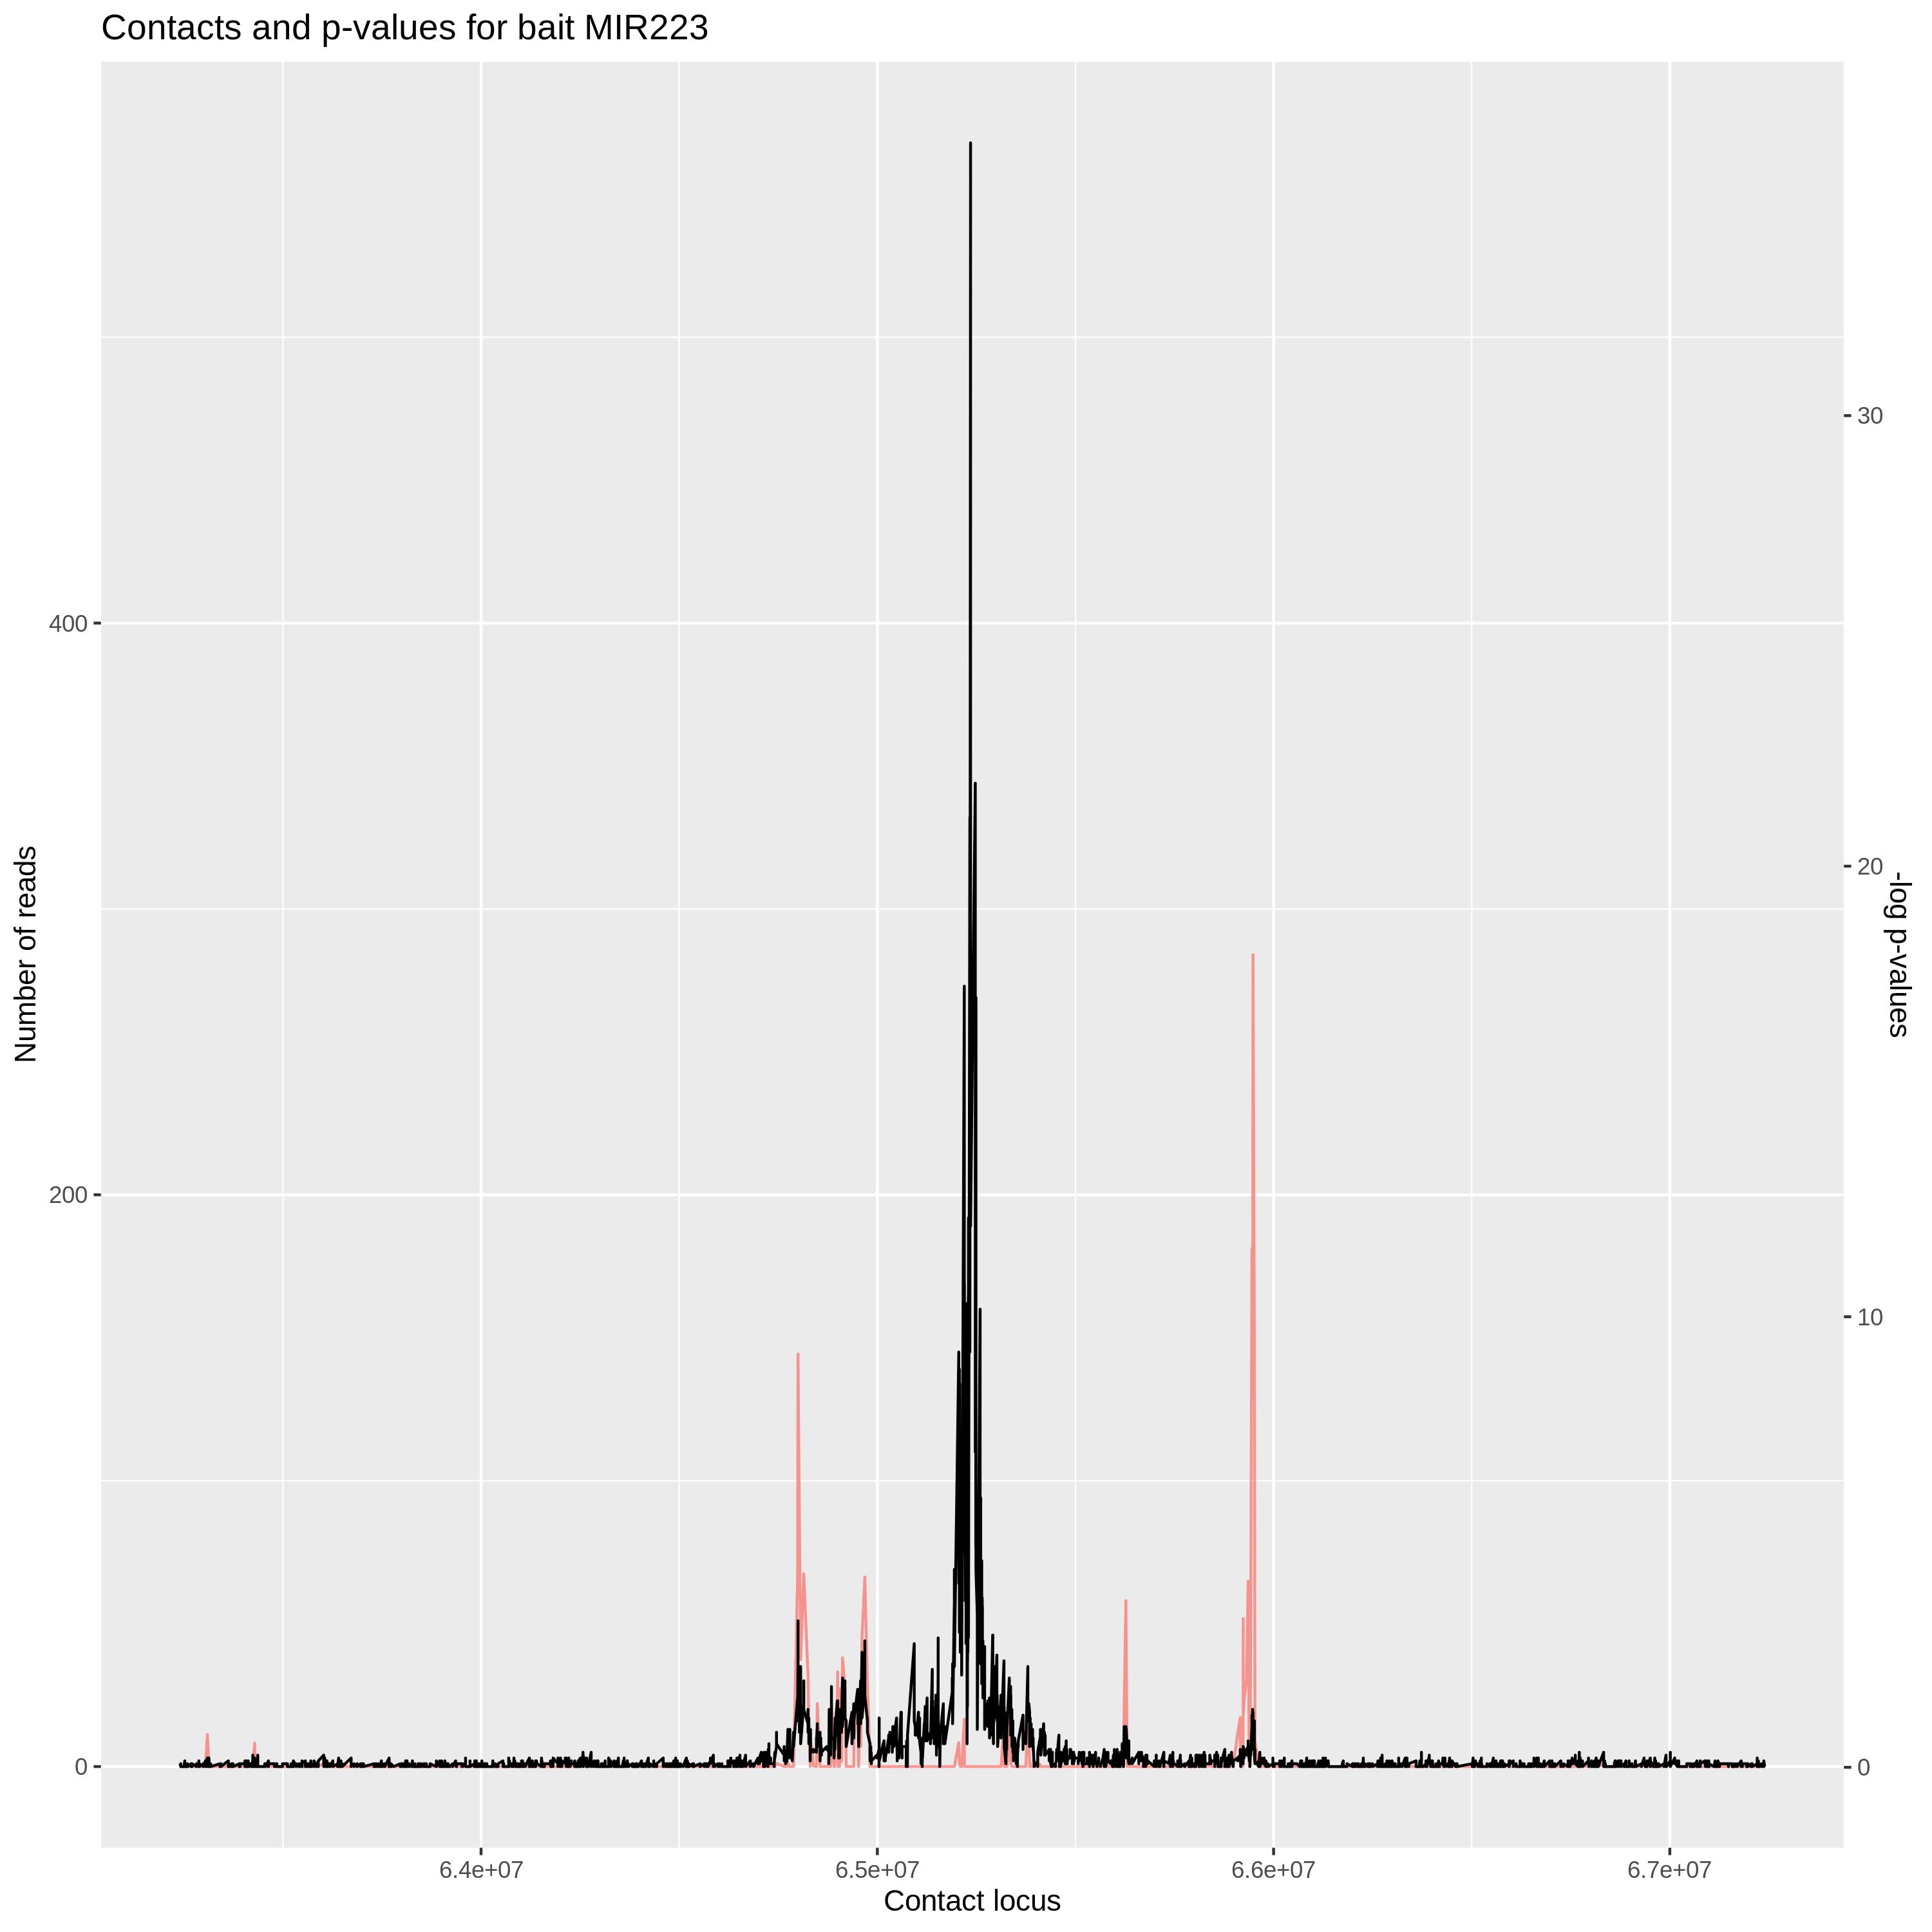 Contacts and p-values for bait MIR223
Number of reads
400
200
0
30
20
10
0
-log p-values
6.4e+07
6.5e+07
6.6e+07
6.7e+07
Contact locus